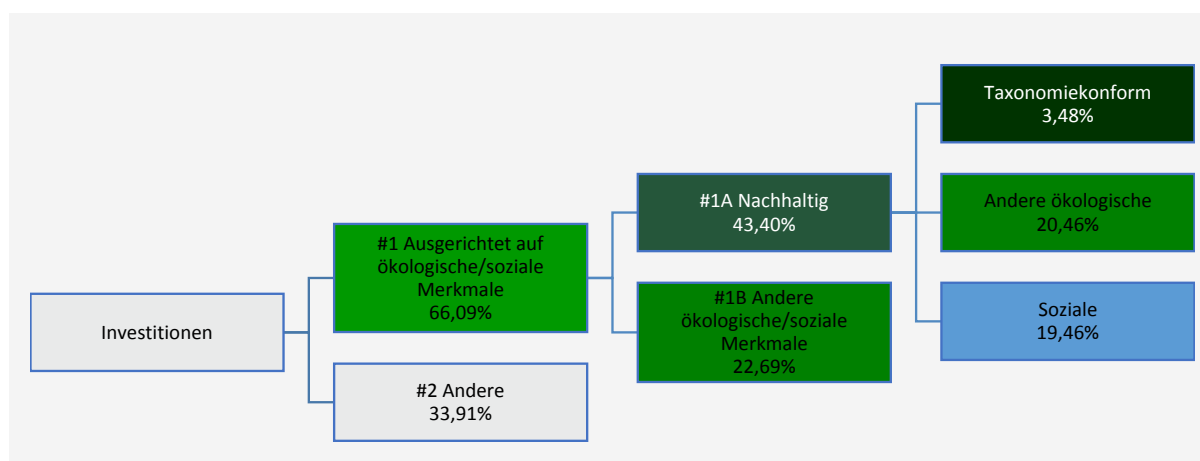 Investitionen
#1 Ausgerichtet auf
ökologische/soziale
Merkmale
66,09%
#2 Andere
33,91%
#1A Nachhaltig
43,40%
#1B Andere
ökologische/soziale
Merkmale
22,69%
Taxonomiekonform
3,48%
Andere ökologische
20,46%
Soziale
19,46%